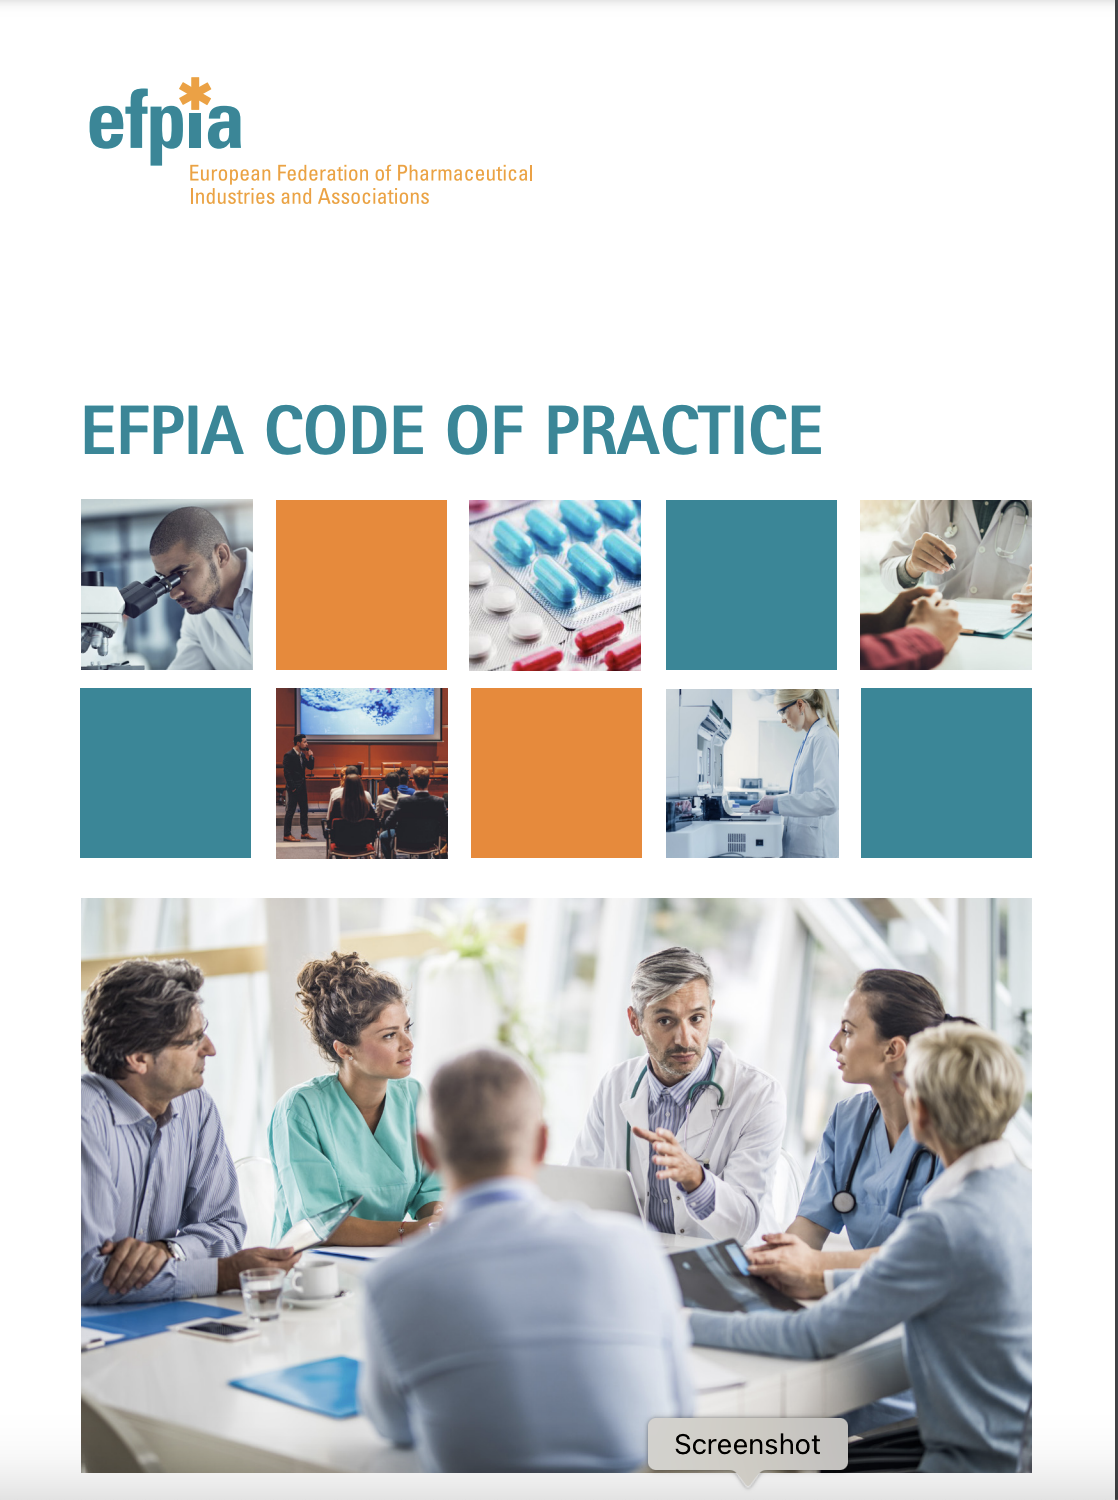 efpia
European Federation of Pharmaceutical
Industries and Associations
EFPIA CODE OF PRACTICE
Screenshot